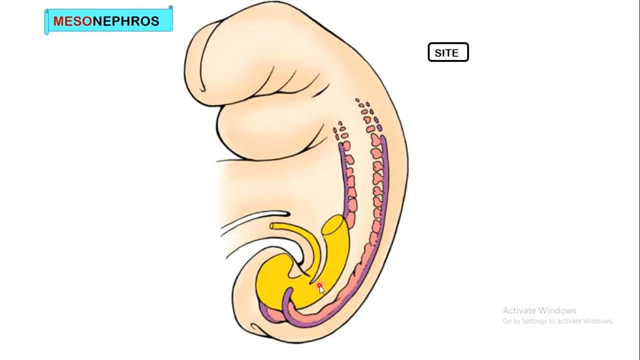 MESONEPHROS
SITE
Activate Windows
Go to Settings to activate Windows.